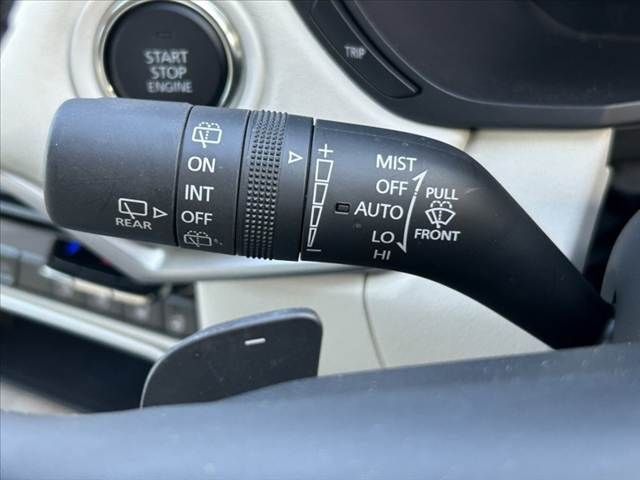 START
STOP
ENGINE
TRIP
ON
INT
OFF
REAR
+
−
MIST
OFF
AUTO
LO
HI
PULL
FRONT
−